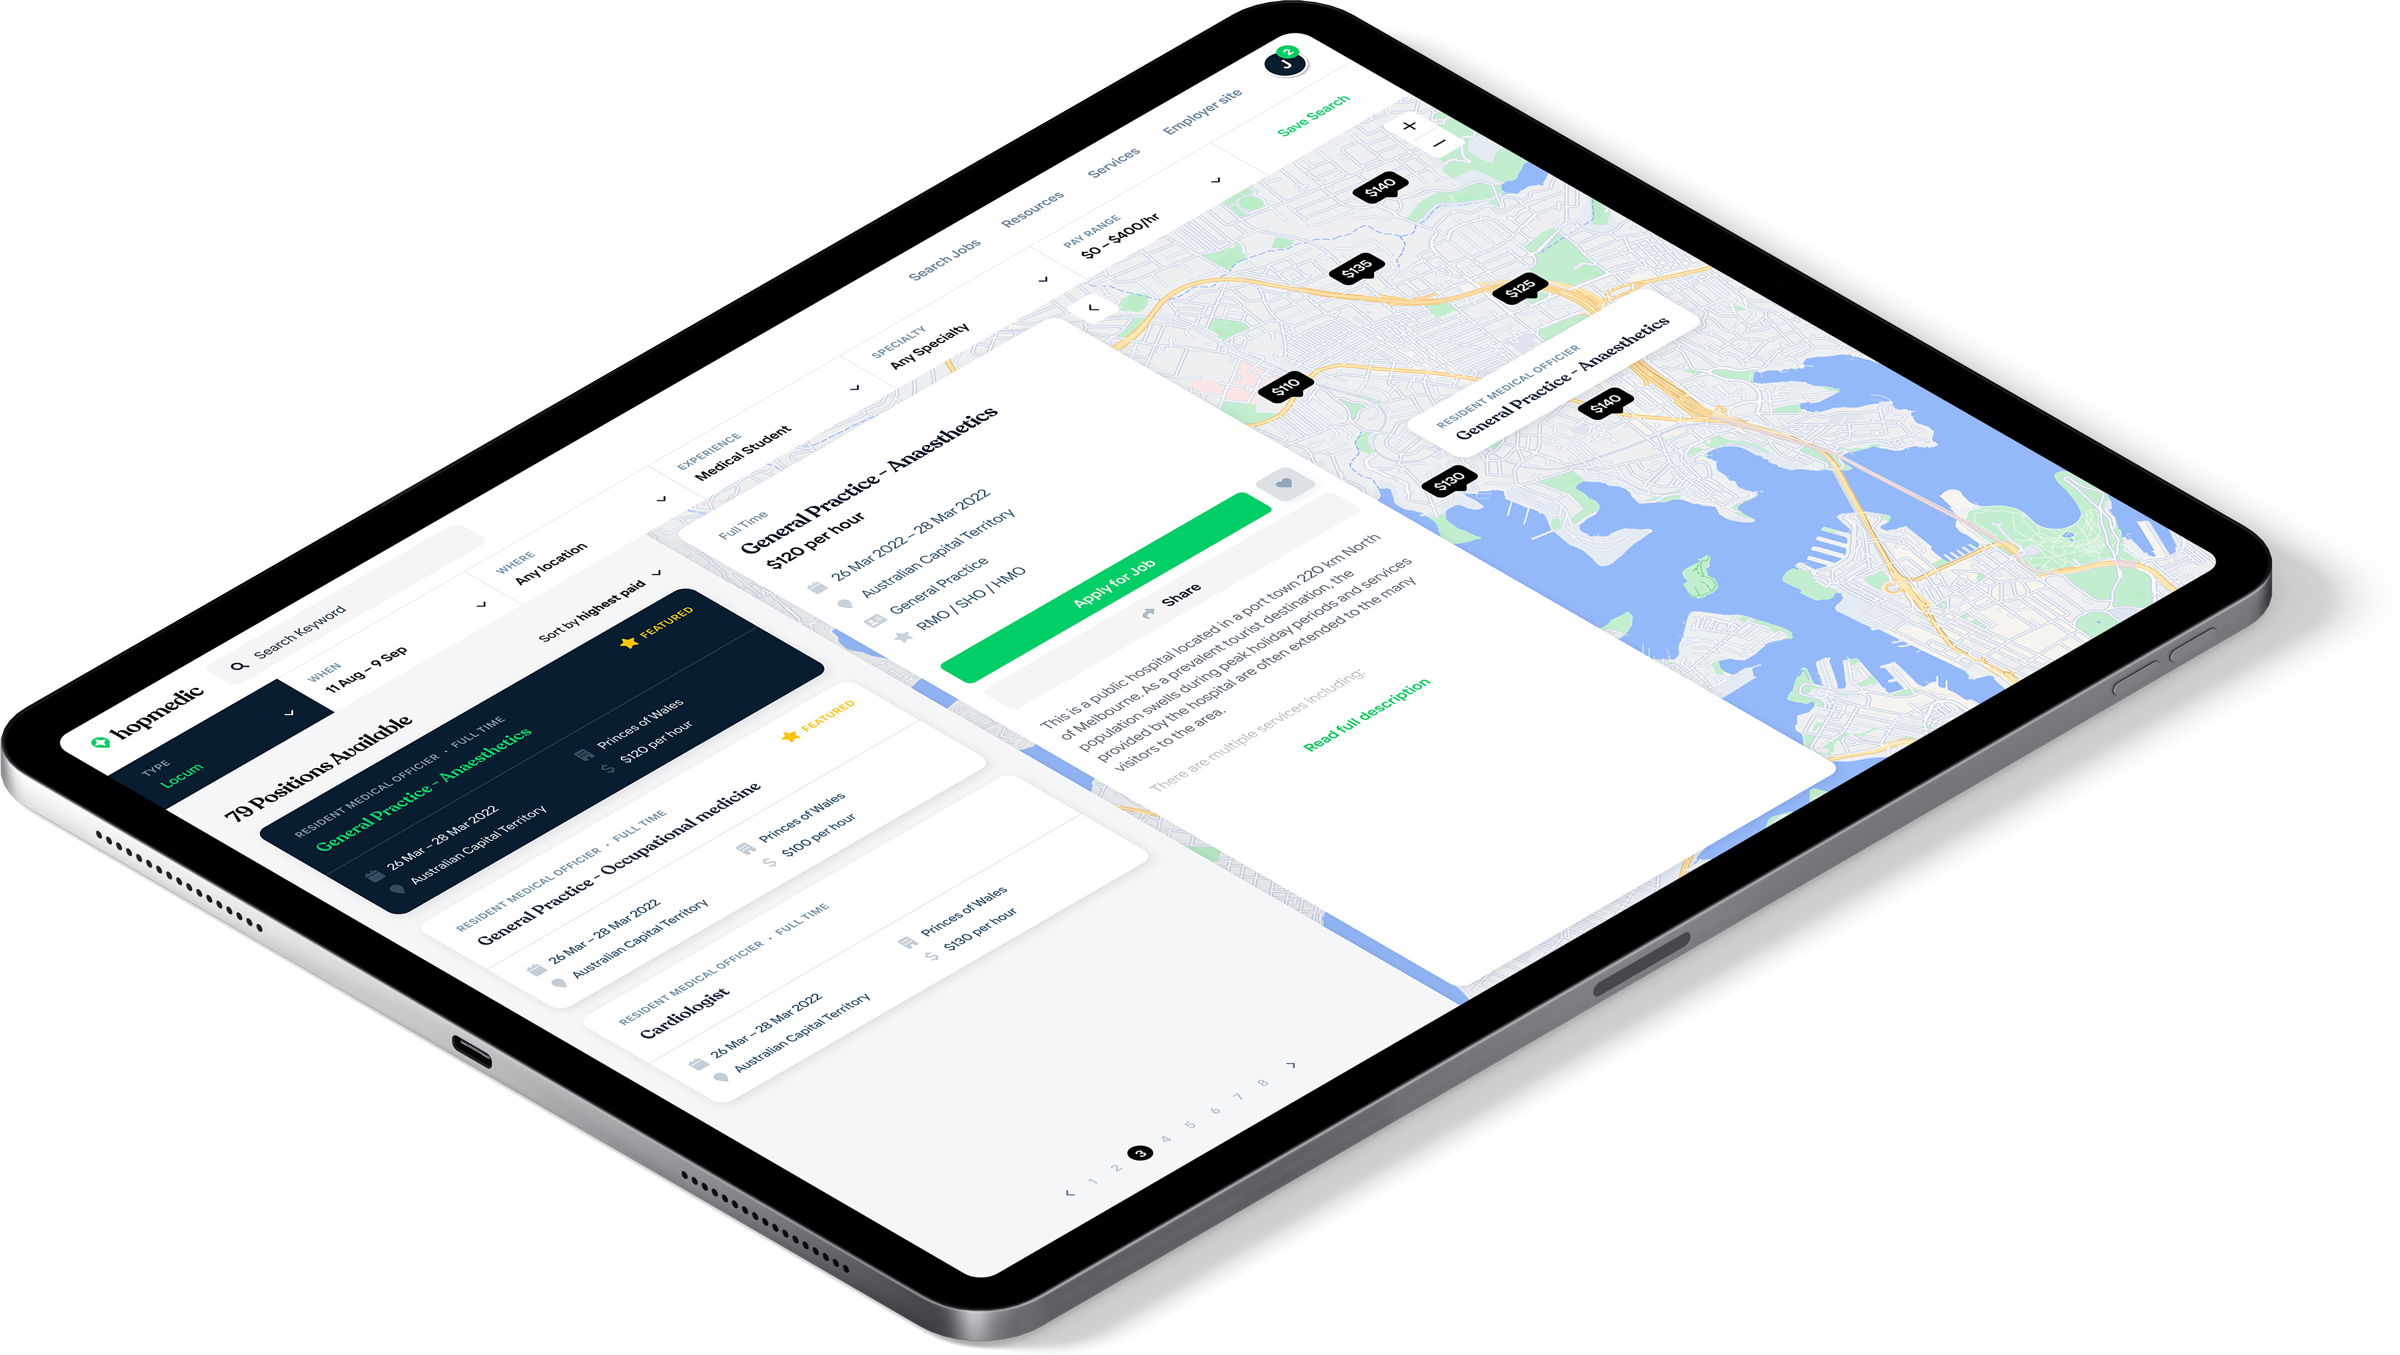 hopmedic
Search Keyword
Search Jobs
Resources
Services
Employer site
J
2
TYPE
Locum
WHEN
11 Aug – 9 Sep
WHERE
Any location
EXPERIENCE
Medical Student
SPECIALTY
Any Specialty
PAY RANGE
$0 – $400/hr
Save Search
79 Positions Available
Sort by highest paid
RESIDENT MEDICAL OFFICIER • FULL TIME
FEATURED
General Practice – Anaesthetics
26 Mar – 28 Mar 2022
Princes of Wales
Australian Capital Territory
$120 per hour
RESIDENT MEDICAL OFFICIER • FULL TIME
FEATURED
General Practice – Occupational medicine
26 Mar – 28 Mar 2022
Princes of Wales
Australian Capital Territory
$100 per hour
RESIDENT MEDICAL OFFICIER • FULL TIME
Cardiologist
26 Mar – 28 Mar 2022
Princes of Wales
Australian Capital Territory
$130 per hour
1 2 3 4 5 6 7 8
Full Time
General Practice – Anaesthetics
$120 per hour
26 Mar 2022 – 28 Mar 2022
Australian Capital Territory
General Practice
RMO / SHO / HMO
Apply for Job
Share
This is a public hospital located in a port town 220 km North
of Melbourne. As a prevalent tourist destination, the
population swells during peak holiday periods and services
provided by the hospital are often extended to the many
visitors to the area.
There are multiple services including:
Read full description
$140
$135
$125
$110
RESIDENT MEDICAL OFFICIER
General Practice – Anaesthetics
$140
$130